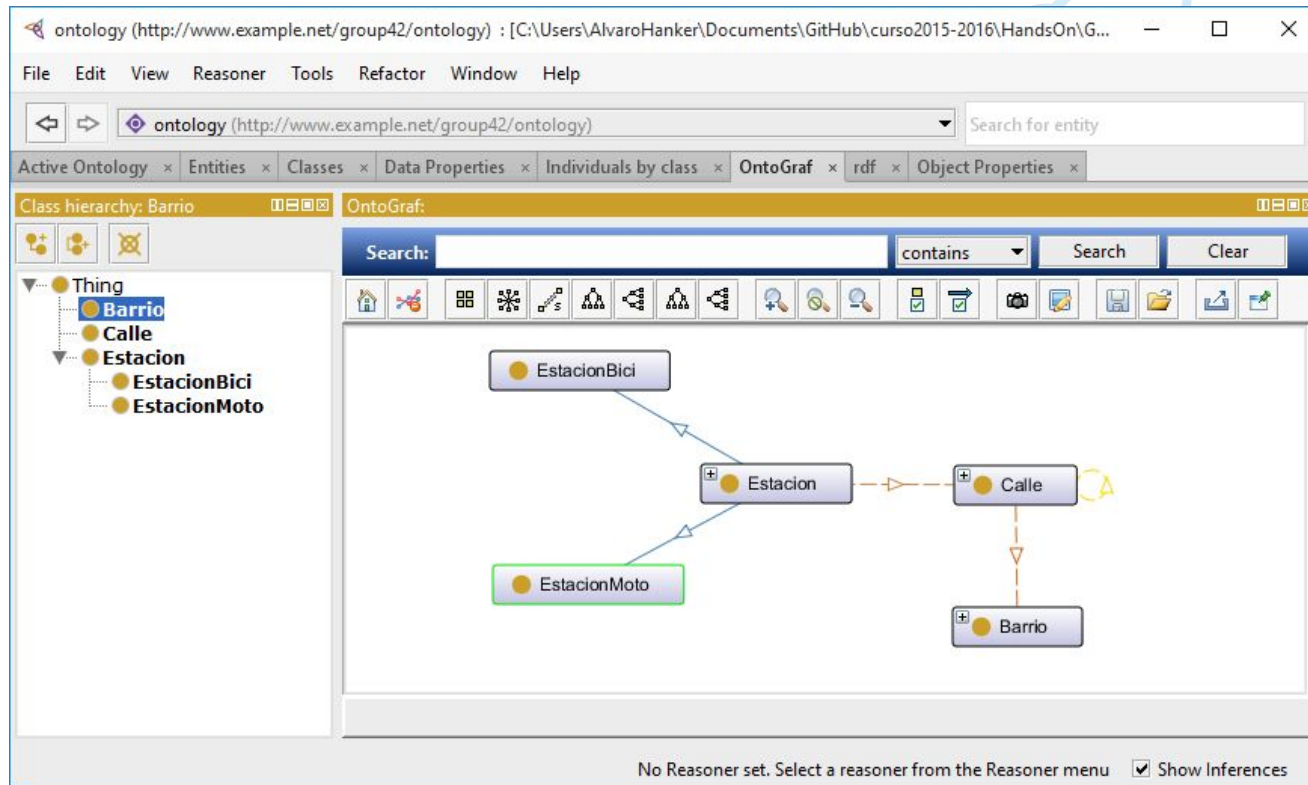 ontology (http://www.example.net/group42/ontology) : [C:\Users\AlvaroHanker\Documents\GitHub\curso2015-2016\HandsOn\G...
File Edit View Reasoner Tools Refactor Window Help
ontology (http://www.example.net/group42/ontology) Search for entity
Active Ontology × Entities × Classes × Data Properties × Individuals by class × OntoGraf × rdf × Object Properties ×
Class hierarchy: Barrio
OntoGraf:
Search: contains Search Clear
Thing
Barrio
Calle
Estacion
EstacionBici
EstacionMoto
EstacionBici
Estacion
Calle
EstacionMoto
Barrio
No Reasoner set. Select a reasoner from the Reasoner menu Show Inferences